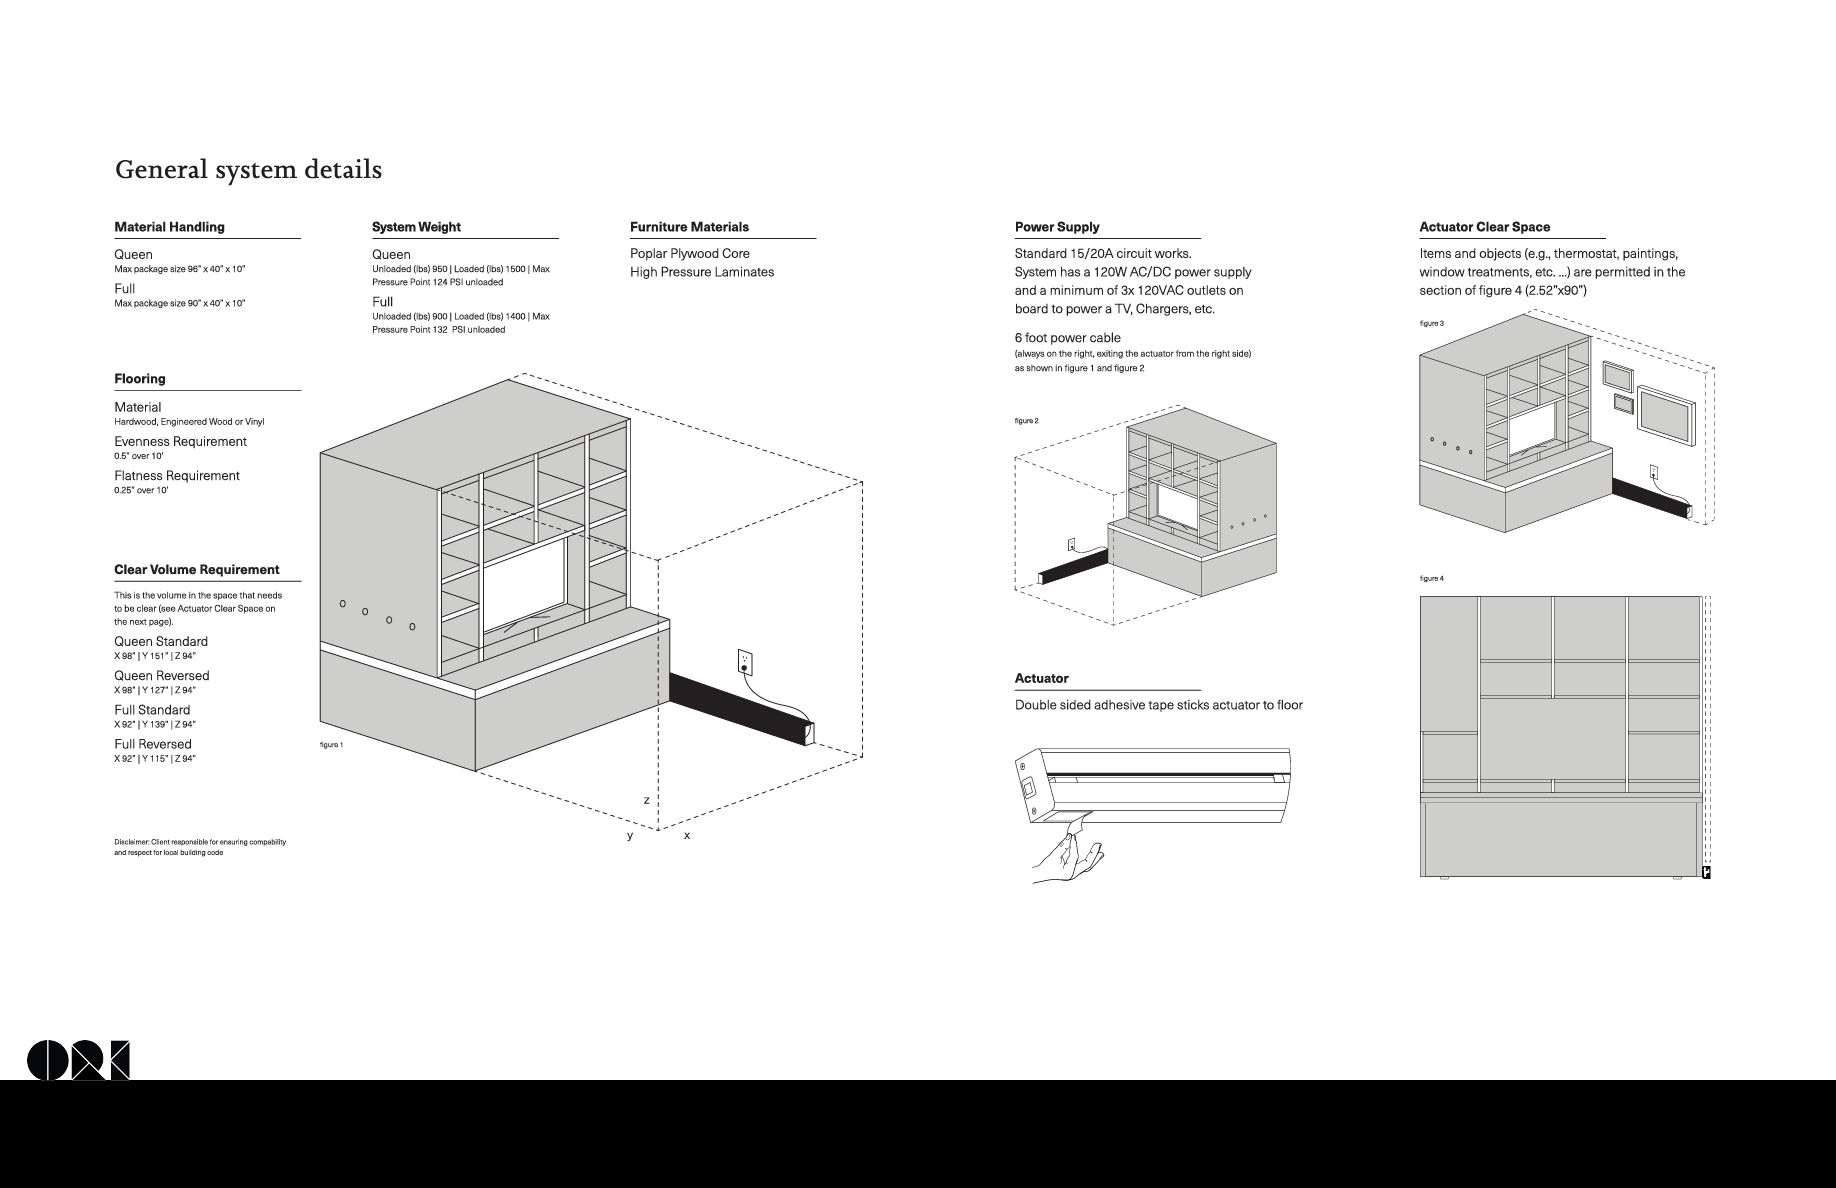 General system details
Material Handling
Queen
Max package size 96” x 40” x 10”
Full
Max package size 90” x 40” x 10”
System Weight
Queen
Unloaded (lbs) 950 | Loaded (lbs) 1500 | Max
Pressure Point 124 PSI unloaded
Full
Unloaded (lbs) 900 | Loaded (lbs) 1400 | Max
Pressure Point 132 PSI unloaded
Furniture Materials
Poplar Plywood Core
High Pressure Laminates
Flooring
Material
Hardwood, Engineered Wood or Vinyl
Evenness Requirement
0.5” over 10’
Flatness Requirement
0.25” over 10’
Clear Volume Requirement
This is the volume in the space that needs
to be clear (see Actuator Clear Space on
the next page).
Queen Standard
X 98” | Y 151” | Z 94”
Queen Reversed
X 98” | Y 127” | Z 94”
Full Standard
X 92” | Y 139” | Z 94”
Full Reversed
X 92” | Y 115” | Z 94”
figure 1
z
y
x
Disclaimer: Client responsible for ensuring compability
and respect for local building code
Power Supply
Standard 15/20A circuit works.
System has a 120W AC/DC power supply
and a minimum of 3x 120VAC outlets on
board to power a TV, Chargers, etc.
6 foot power cable
(always on the right, exiting the actuator from the right side)
as shown in figure 1 and figure 2
figure 2
Actuator
Double sided adhesive tape sticks actuator to floor
Actuator Clear Space
Items and objects (e.g., thermostat, paintings,
window treatments, etc. ...) are permitted in the
section of figure 4 (2.52”x90”)
figure 3
figure 4
ORI